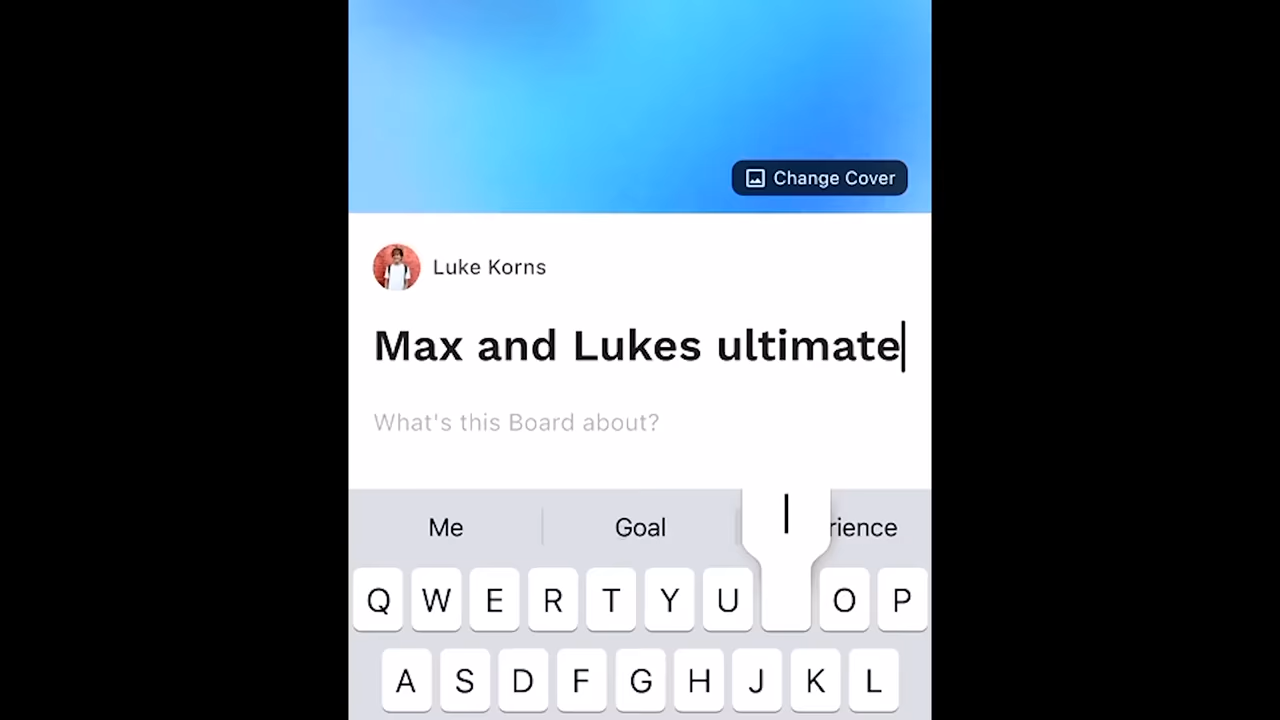 Change Cover
Luke Korns
Max and Lukes ultimate
What's this Board about?
Me Goal rience
I
Q W E R T Y U O P
A S D F G H J K L